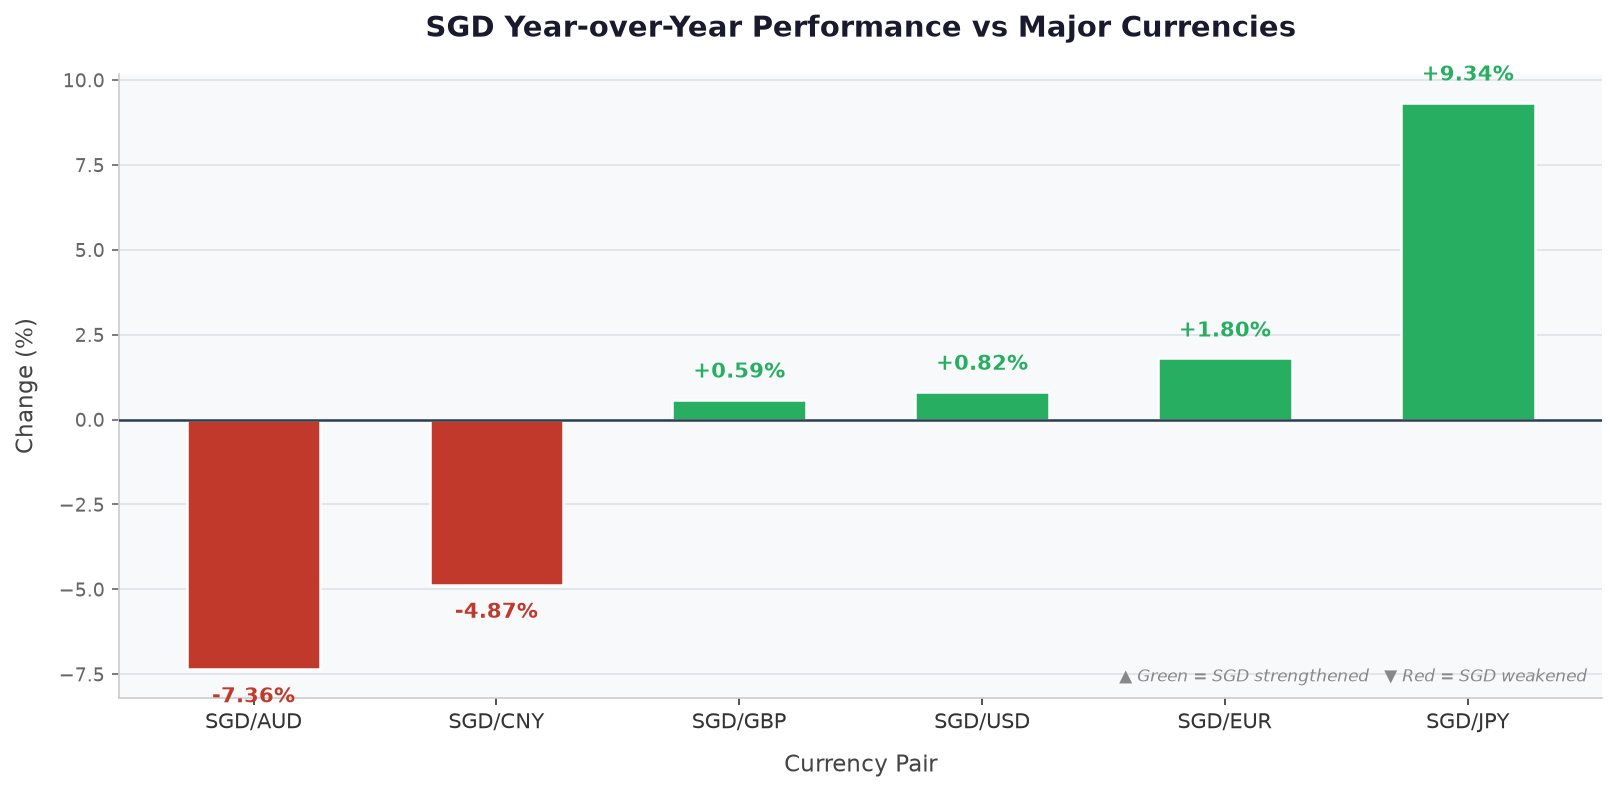 SGD Year-over-Year Performance vs Major Currencies
Change (%)
10.0
7.5
5.0
2.5
0.0
−2.5
−5.0
−7.5
-7.36%
-4.87%
+0.59%
+0.82%
+1.80%
+9.34%
▲ Green = SGD strengthened ▼ Red = SGD weakened
SGD/AUD SGD/CNY SGD/GBP SGD/USD SGD/EUR SGD/JPY
Currency Pair